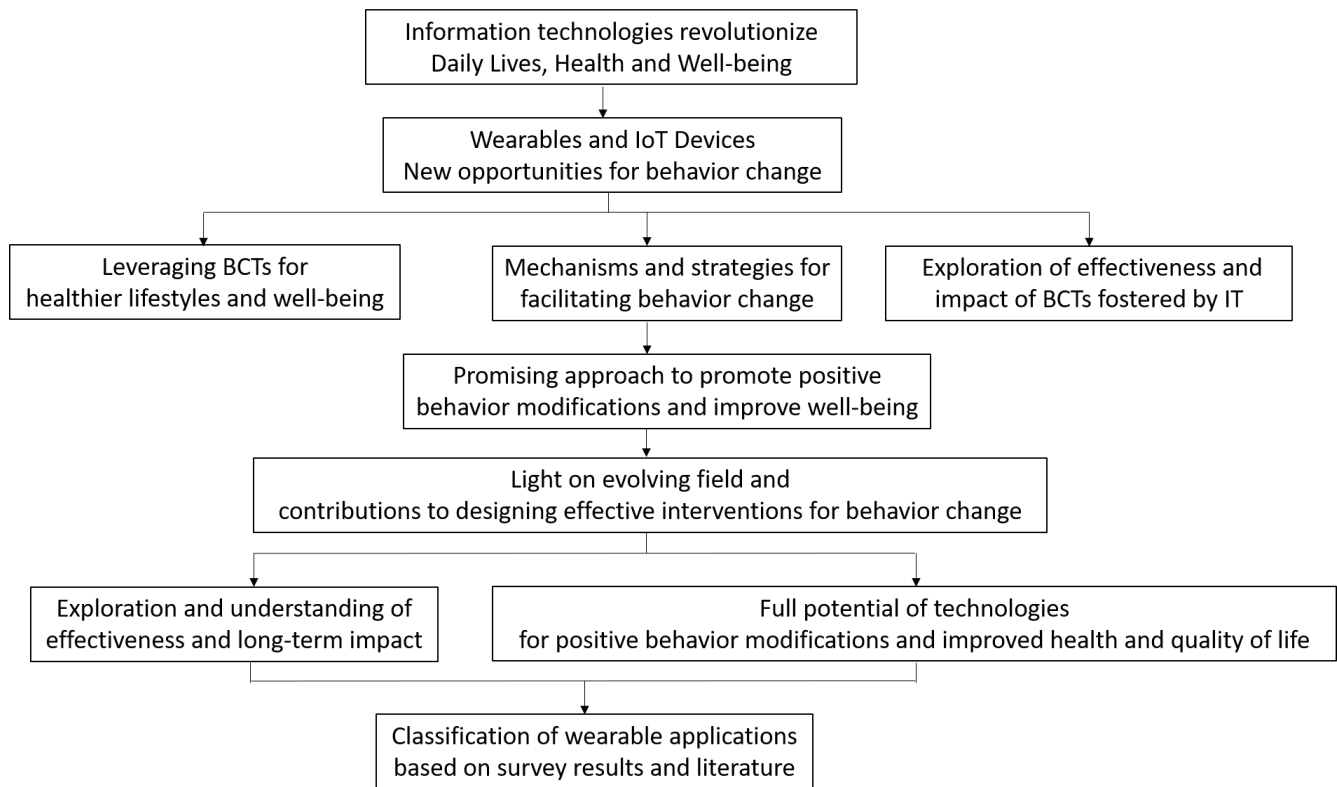 Information technologies revolutionize
Daily Lives, Health and Well-being
Wearables and IoT Devices
New opportunities for behavior change
Leveraging BCTs for
healthier lifestyles and well-being
Mechanisms and strategies for
facilitating behavior change
Exploration of effectiveness and
impact of BCTs fostered by IT
Promising approach to promote positive
behavior modifications and improve well-being
Light on evolving field and
contributions to designing effective interventions for behavior change
Exploration and understanding of
effectiveness and long-term impact
Full potential of technologies
for positive behavior modifications and improved health and quality of life
Classification of wearable applications
based on survey results and literature